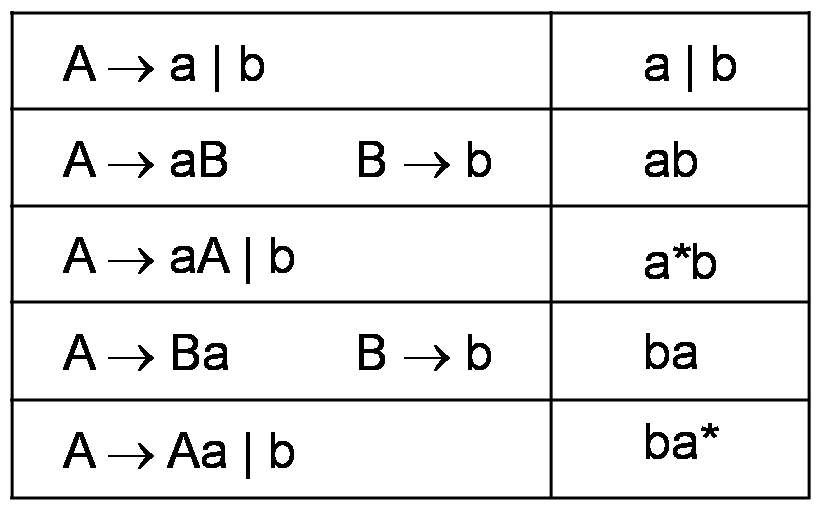 A → a | b a | b
A → aB B → b ab
A → aA | b a*b
A → Ba B → b ba
A → Aa | b ba*